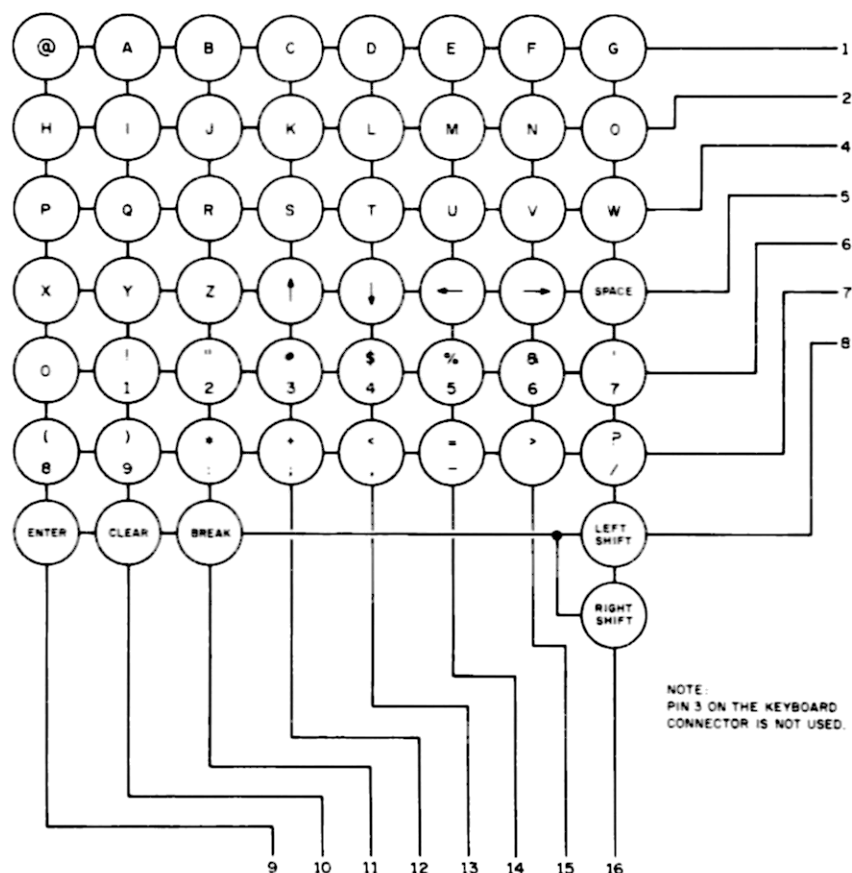 @ A B C D E F G 1
2
H I J K L M N O
4
P Q R S T U V W
5
6
X Y Z ↑ ↓ ← → SPACE 7
8
! " # $ % & '
0 1 2 3 4 5 6 7
( ) * + < = > ?
8 9 : ; , - /
ENTER CLEAR BREAK LEFT
SHIFT
RIGHT
SHIFT
NOTE:
PIN 3 ON THE KEYBOARD
CONNECTOR IS NOT USED.
9 10 11 12 13 14 15 16